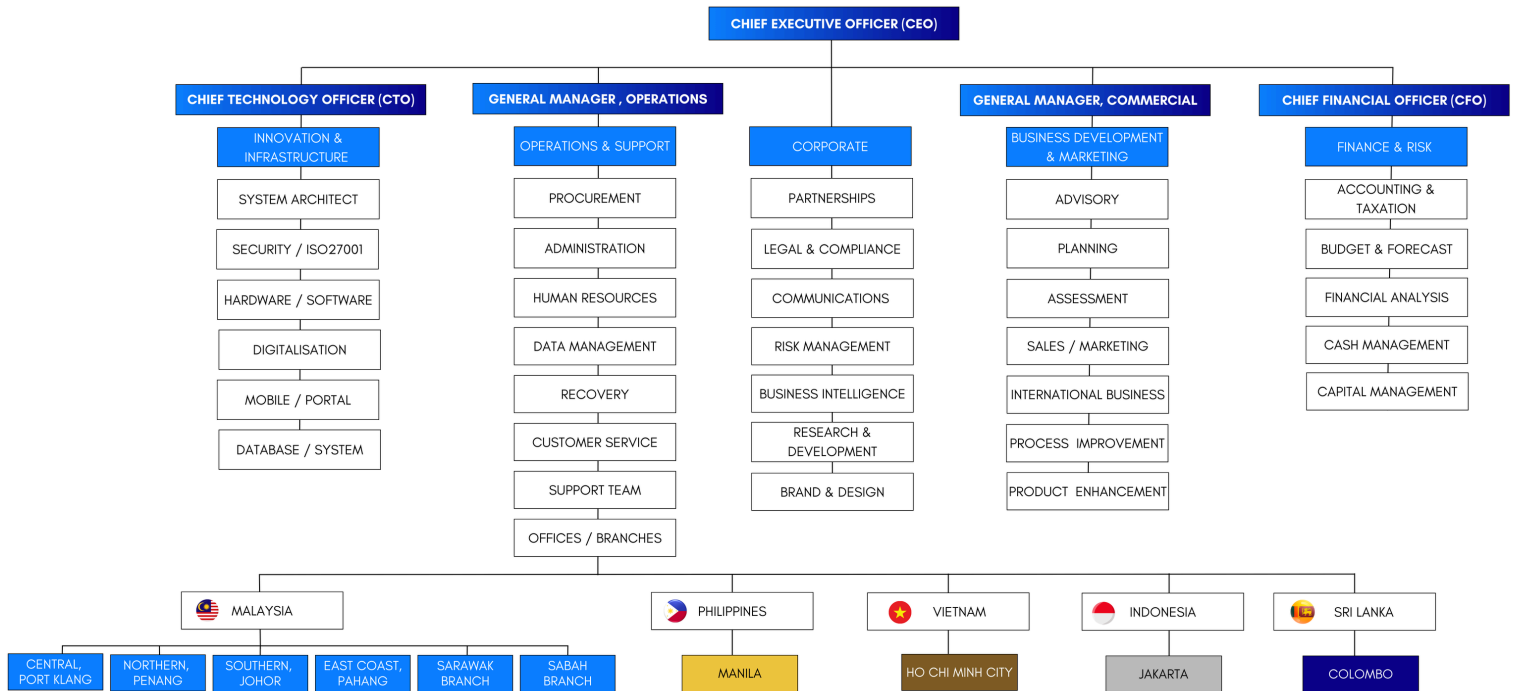 CHIEF EXECUTIVE OFFICER (CEO)
CHIEF TECHNOLOGY OFFICER (CTO)
INNOVATION &
INFRASTRUCTURE
SYSTEM ARCHITECT
SECURITY / ISO27001
HARDWARE / SOFTWARE
DIGITALISATION
MOBILE / PORTAL
DATABASE / SYSTEM
GENERAL MANAGER , OPERATIONS
OPERATIONS & SUPPORT
PROCUREMENT
ADMINISTRATION
HUMAN RESOURCES
DATA MANAGEMENT
RECOVERY
CUSTOMER SERVICE
SUPPORT TEAM
OFFICES / BRANCHES
CORPORATE
PARTNERSHIPS
LEGAL & COMPLIANCE
COMMUNICATIONS
RISK MANAGEMENT
BUSINESS INTELLIGENCE
RESEARCH &
DEVELOPMENT
BRAND & DESIGN
GENERAL MANAGER, COMMERCIAL
BUSINESS DEVELOPMENT
& MARKETING
ADVISORY
PLANNING
ASSESSMENT
SALES / MARKETING
INTERNATIONAL BUSINESS
PROCESS IMPROVEMENT
PRODUCT ENHANCEMENT
CHIEF FINANCIAL OFFICER (CFO)
FINANCE & RISK
ACCOUNTING &
TAXATION
BUDGET & FORECAST
FINANCIAL ANALYSIS
CASH MANAGEMENT
CAPITAL MANAGEMENT
MALAYSIA
CENTRAL,
PORT KLANG
NORTHERN,
PENANG
SOUTHERN,
JOHOR
EAST COAST,
PAHANG
SARAWAK
BRANCH
SABAH
BRANCH
PHILIPPINES
MANILA
VIETNAM
HO CHI MINH CITY
INDONESIA
JAKARTA
SRI LANKA
COLOMBO